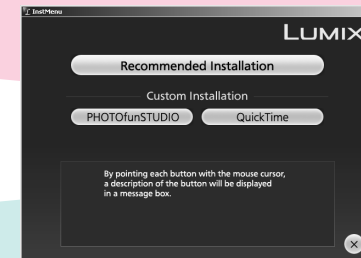 InstMenu
LUMIX
Recommended Installation
Custom Installation
PHOTOfunSTUDIO
QuickTime
By pointing each button with the mouse cursor,
a description of the button will be displayed
in a message box.